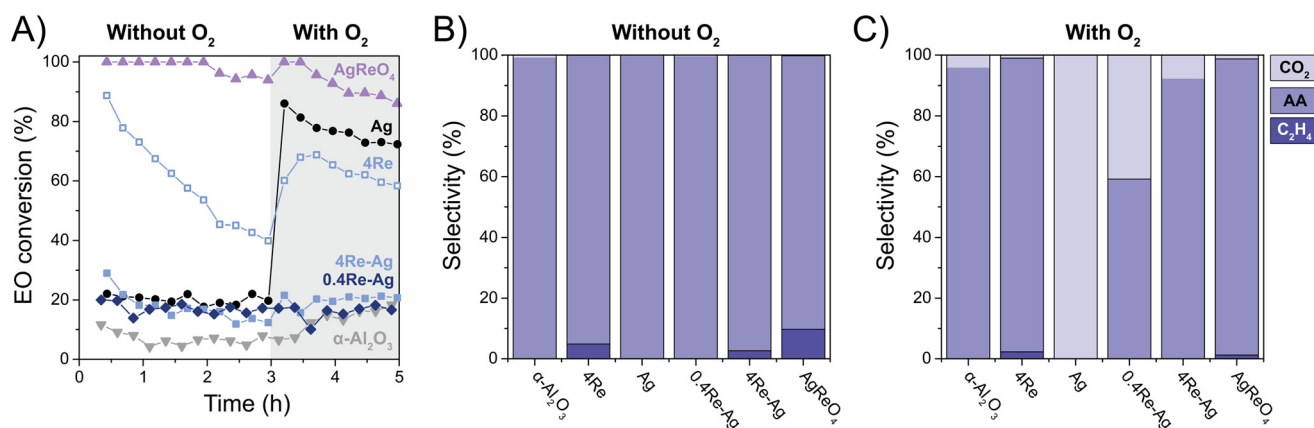 A)
Without O₂
With O₂
EO conversion (%)
100
80
60
40
20
0
AgReO₄
Ag
4Re
4Re-Ag
0.4Re-Ag
α-Al₂O₃
0 1 2 3 4 5
Time (h)
B)
Without O₂
Selectivity (%)
100
80
60
40
20
0
α-Al₂O₃
4Re
Ag
0.4Re-Ag
4Re-Ag
AgReO₄
C)
With O₂
Selectivity (%)
100
80
60
40
20
0
α-Al₂O₃
4Re
Ag
0.4Re-Ag
4Re-Ag
AgReO₄
CO₂
AA
C₂H₄